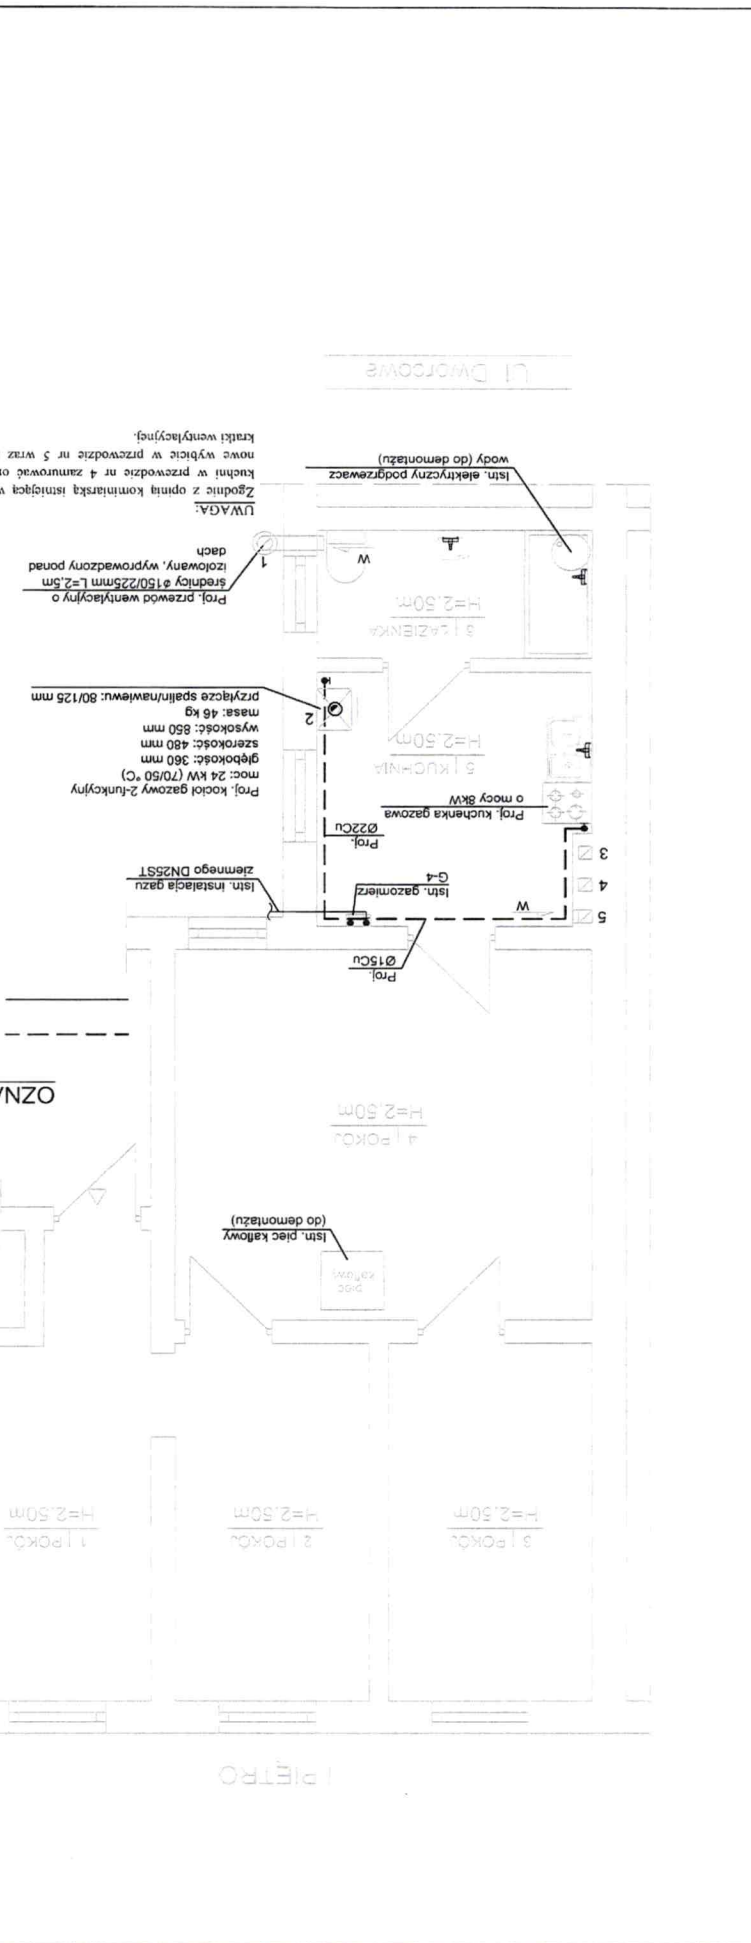 I PIĘTRO
3 | POKÓJ
H=2,50m
2 | POKÓJ
H=2,50m
1 | POKÓJ
H=2,50m
piec
kaflowy
Istn. piec kaflowy
(do demontażu)
4 | POKÓJ
H=2,50m
OZNA
Proj.
Ø15Cu
5
4
3
W
Istn. gazomierz
G-4
Istn. instalacja gazu
ziemnego DN25ST
Proj.
Ø22Cu
Proj. kuchenka gazowa
o mocy 8kW
5 | KUCHNIA
H=2,50m
2
Proj. kocioł gazowy 2-funkcyjny
moc: 24 kW (70/50 °C)
głębokość: 360 mm
szerokość: 480 mm
wysokość: 850 mm
masa: 46 kg
przyłącze spalin/nawiewu: 80/125 mm
ŁAZIENKA
H=2,50m
W
1
Proj. przewód wentylacyjny o
średnicy ø150/225mm L=2,5m
izolowany, wyprowadzony ponad
dach
Istn. elektryczny podgrzewacz
wody (do demontażu)
UWAGA:
Zgodnie z opinią kominiarską istniejącą w
kuchni w przewodzie nr 4 zamurować or
nowe wybicie w przewodzie nr 5 wraz
kratki wentylacyjnej.
Ul. Dworcowa